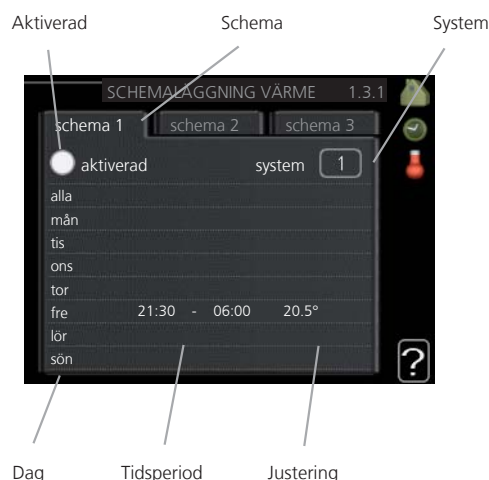 Aktiverad Schema System
SCHEMALÄGGNING VÄRME 1.3.1
schema 1 schema 2 schema 3
aktiverad system 1
alla
mån
tis
ons
tor
fre 21:30 - 06:00 20.5°
lör
sön
?
Dag Tidsperiod Justering